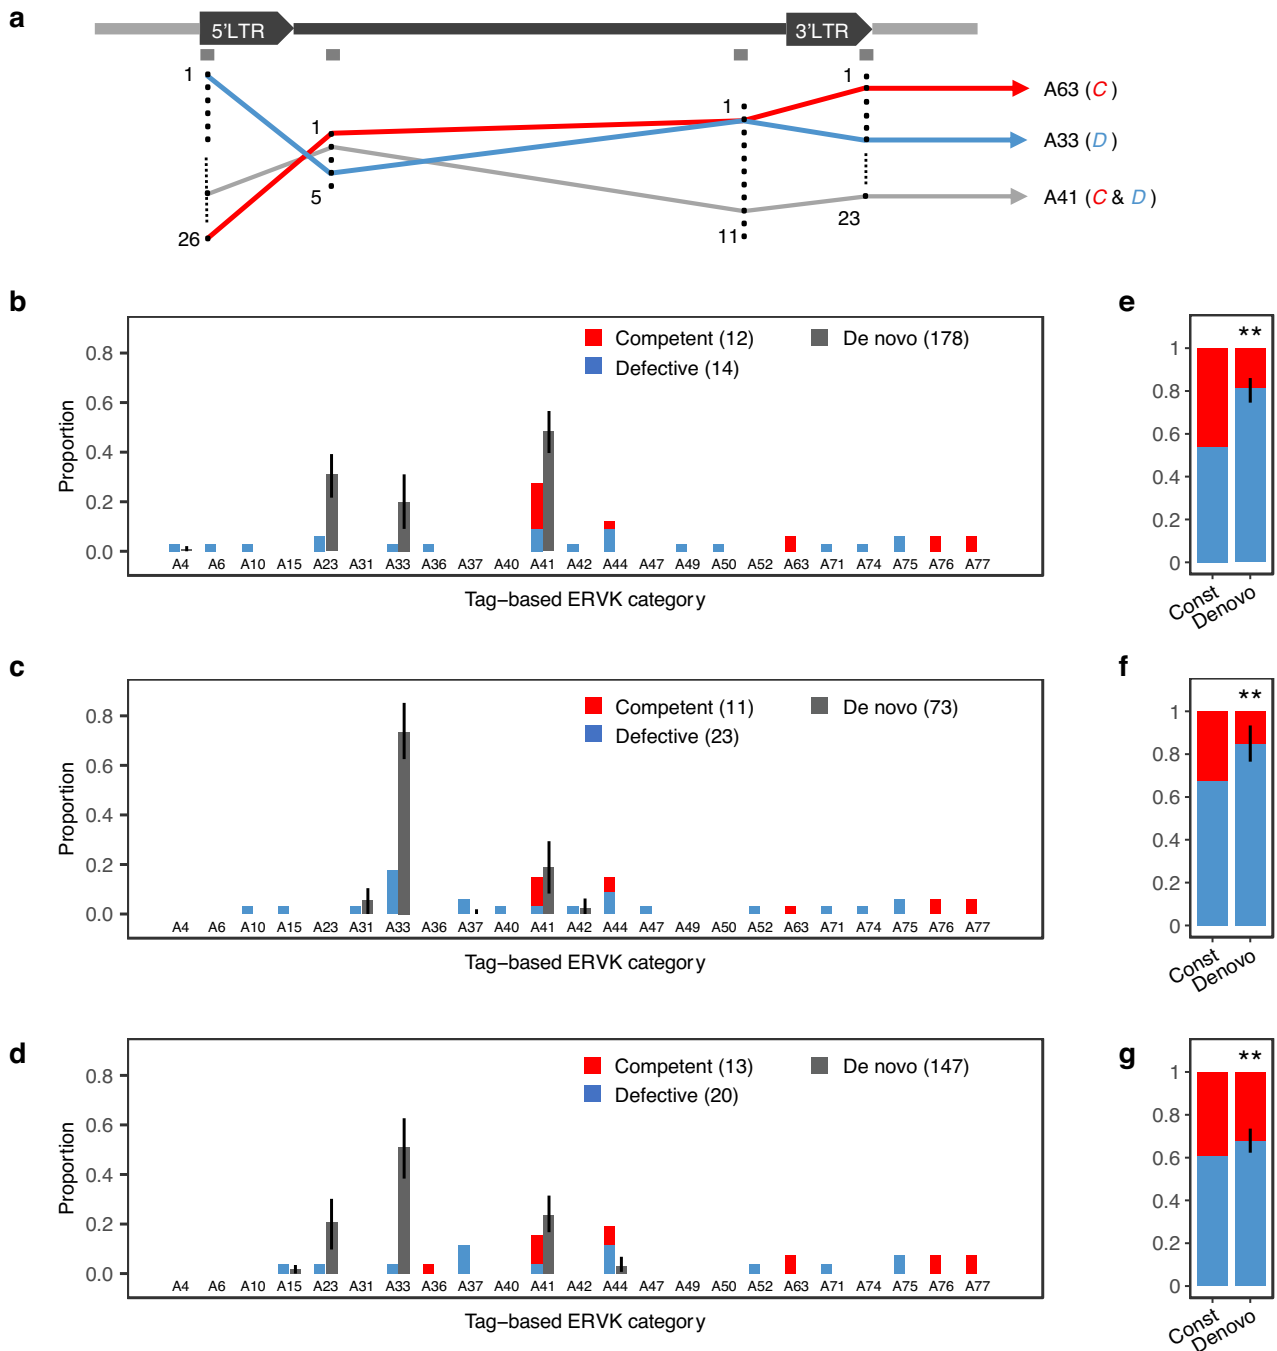 a
5'LTR
3'LTR
1
1
1
1
A63 (C)
A33 (D)
5
A41 (C & D)
26
11
23
b
Competent (12)
De novo (178)
Defective (14)
0.8
0.6
0.4
0.2
0.0
Proportion
A4 A6 A10 A15 A23 A31 A33 A36 A37 A40 A41 A42 A44 A47 A49 A50 A52 A63 A71 A74 A75 A76 A77
Tag–based ERVK category
e
**
1
0.8
0.6
0.4
0.2
0
Const
Denovo
c
Competent (11)
De novo (73)
Defective (23)
0.8
0.6
0.4
0.2
0.0
Proportion
A4 A6 A10 A15 A23 A31 A33 A36 A37 A40 A41 A42 A44 A47 A49 A50 A52 A63 A71 A74 A75 A76 A77
Tag–based ERVK category
f
**
1
0.8
0.6
0.4
0.2
0
Const
Denovo
d
Competent (13)
De novo (147)
Defective (20)
0.8
0.6
0.4
0.2
0.0
Proportion
A4 A6 A10 A15 A23 A31 A33 A36 A37 A40 A41 A42 A44 A47 A49 A50 A52 A63 A71 A74 A75 A76 A77
Tag–based ERVK category
g
**
1
0.8
0.6
0.4
0.2
0
Const
Denovo